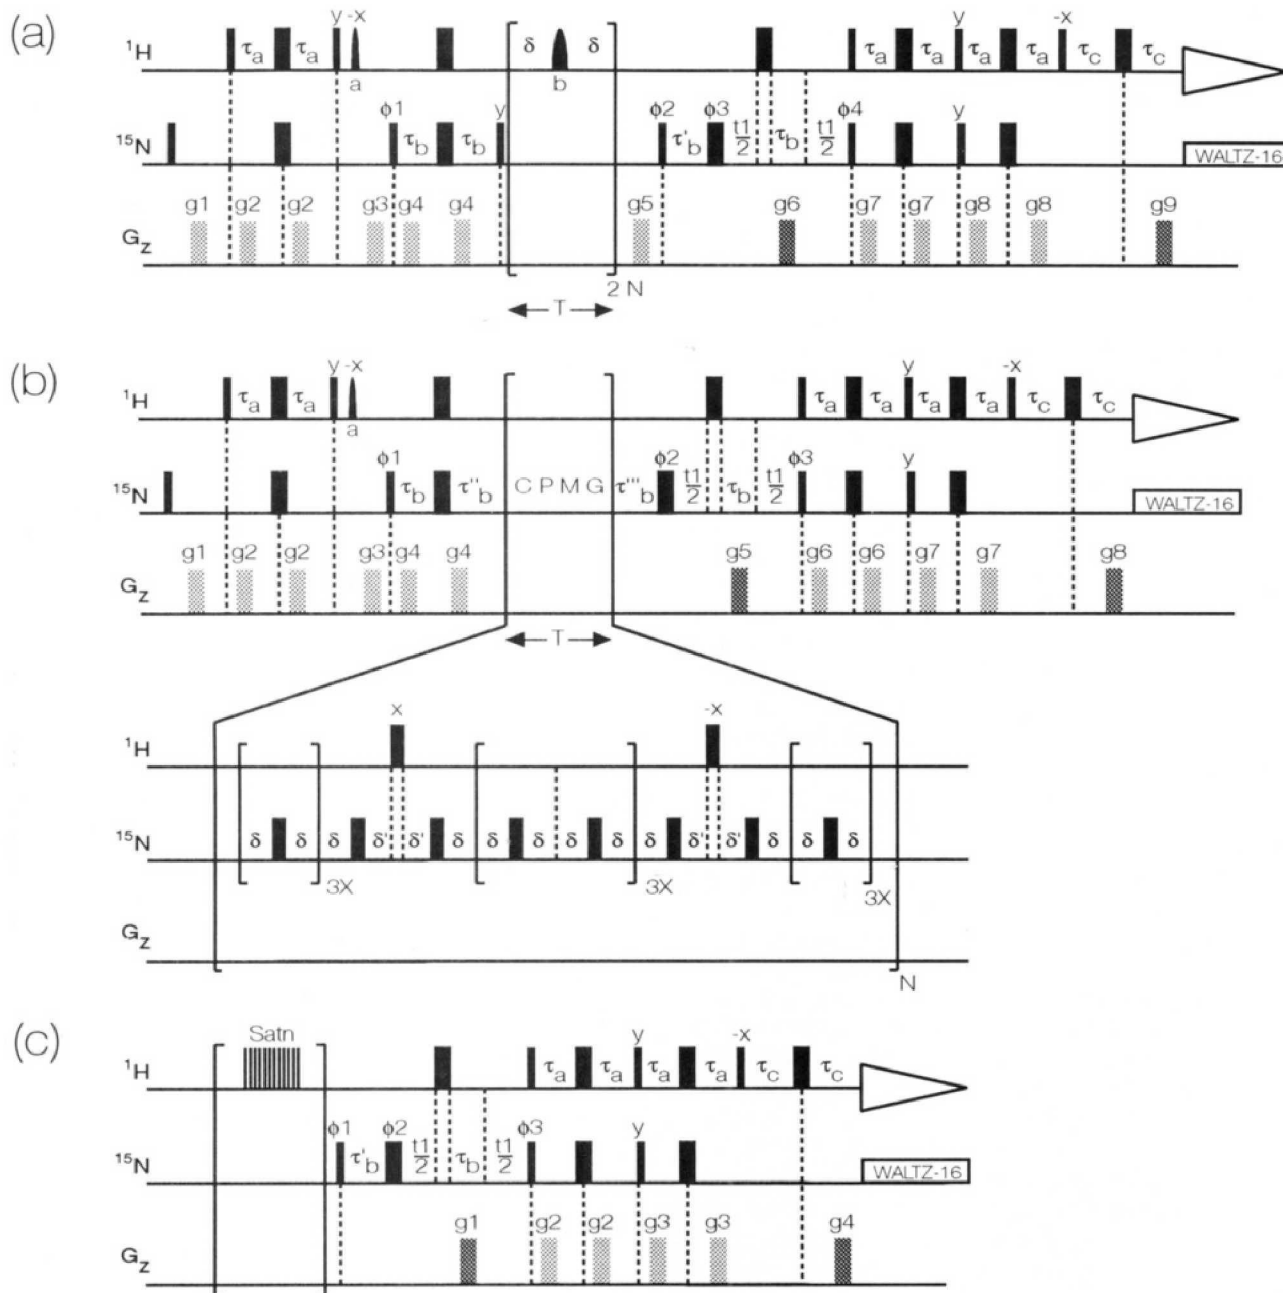 (a)
y -x y -x
¹H τa τa δ δ τa τa τa τa τc τc
a b
ϕ1 y ϕ2 ϕ3 ϕ4 y
¹⁵N τb τb τ'b t1/2 τb t1/2 WALTZ-16
g1 g2 g2 g3 g4 g4 g5 g6 g7 g7 g8 g8 g9
Gz
2 N
T
(b)
y -x y -x
¹H τa τa τa τa τa τa τc τc
a
ϕ1 ϕ2 ϕ3 y
¹⁵N τb τ''b CPMG τ'''b t1/2 τb t1/2 WALTZ-16
g1 g2 g2 g3 g4 g4 g5 g6 g6 g7 g7 g8
Gz
T
x -x
¹H
¹⁵N δ δ δ δ' δ' δ δ δ δ δ δ δ' δ' δ δ δ
3X 3X 3X
Gz
N
(c)
Satn y -x
¹H τa τa τa τa τc τc
ϕ1 ϕ2 ϕ3 y
¹⁵N τ'b t1/2 τb t1/2 WALTZ-16
g1 g2 g2 g3 g3 g4
Gz